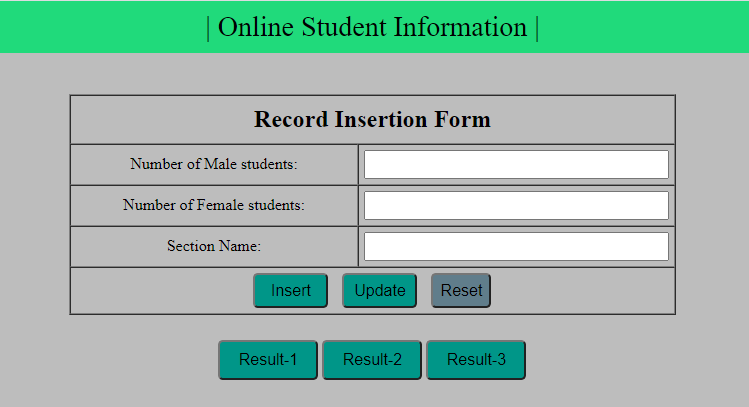 | Online Student Information |
Record Insertion Form
Number of Male students:
Number of Female students:
Section Name:
Insert Update Reset
Result-1 Result-2 Result-3